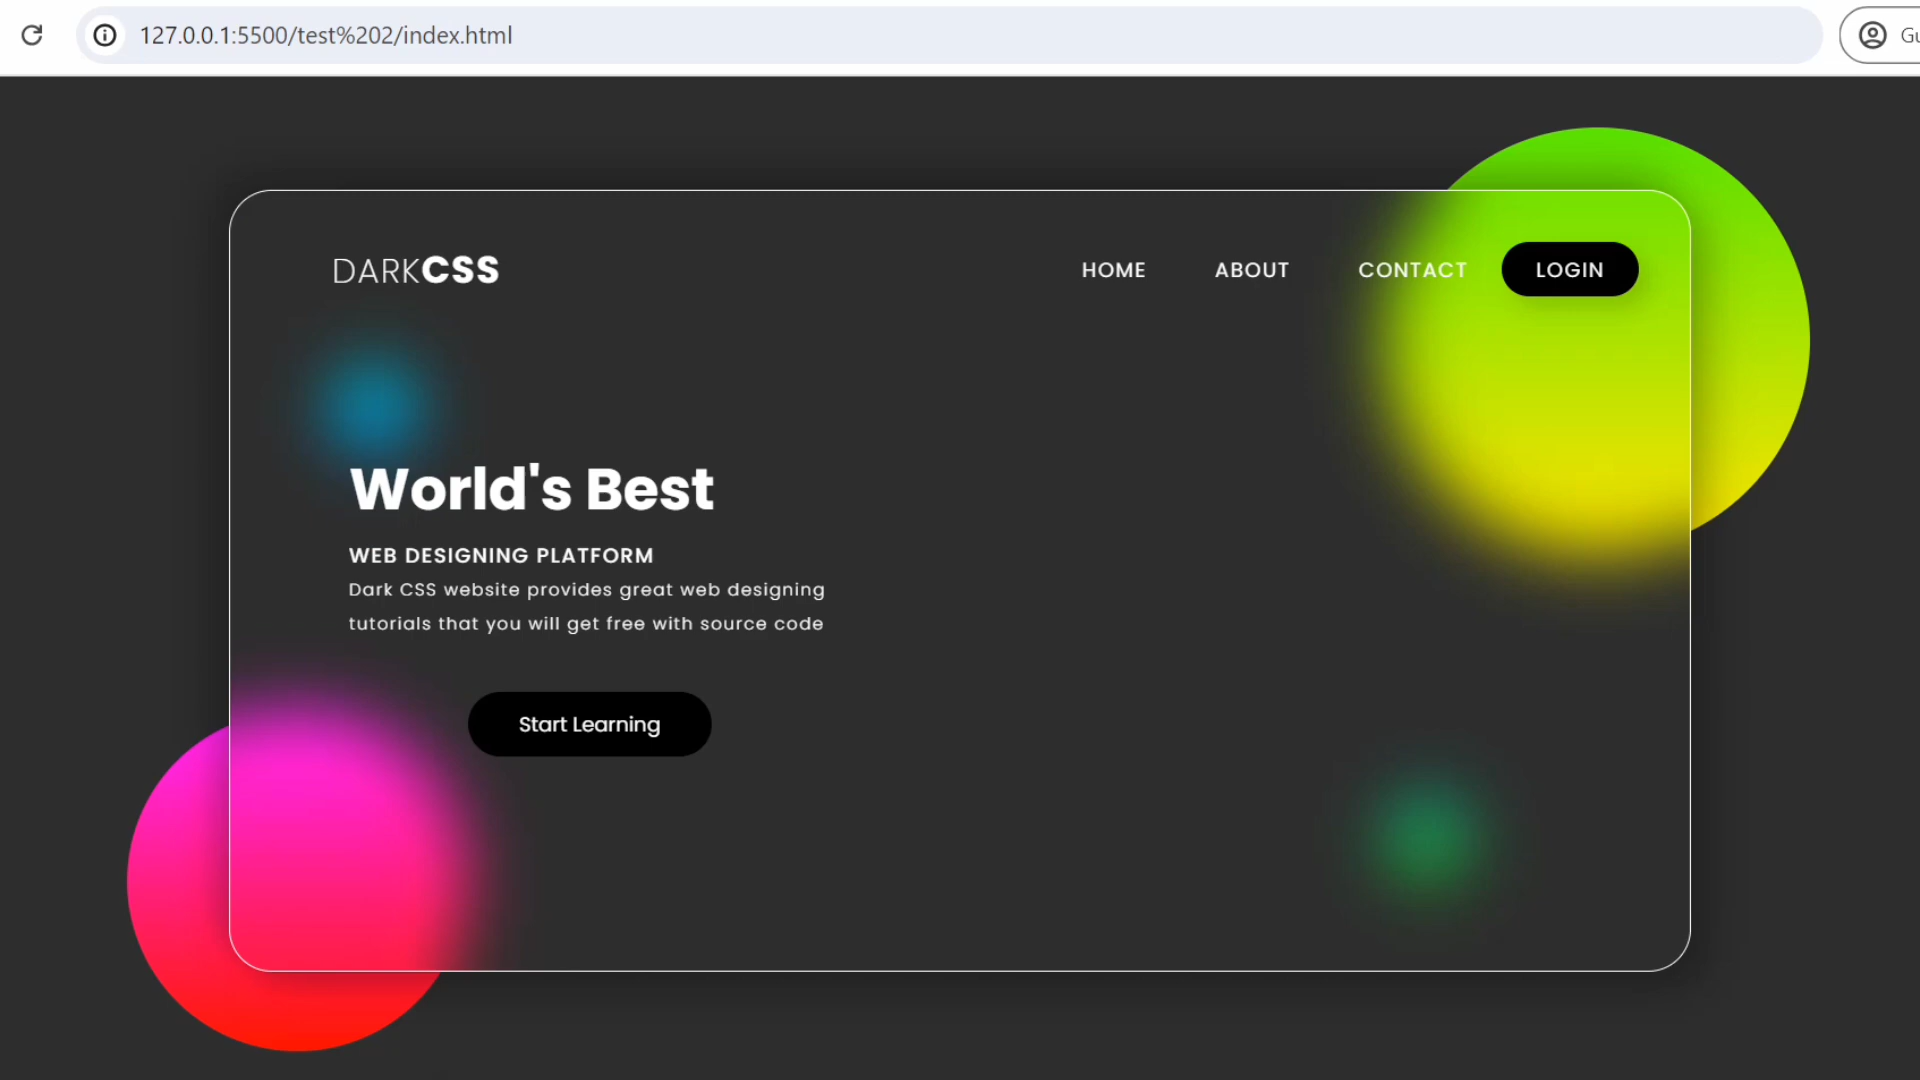 127.0.0.1:5500/test%202/index.html
DARKCSS HOME ABOUT CONTACT LOGIN
World's Best
WEB DESIGNING PLATFORM
Dark CSS website provides great web designing
tutorials that you will get free with source code
Start Learning